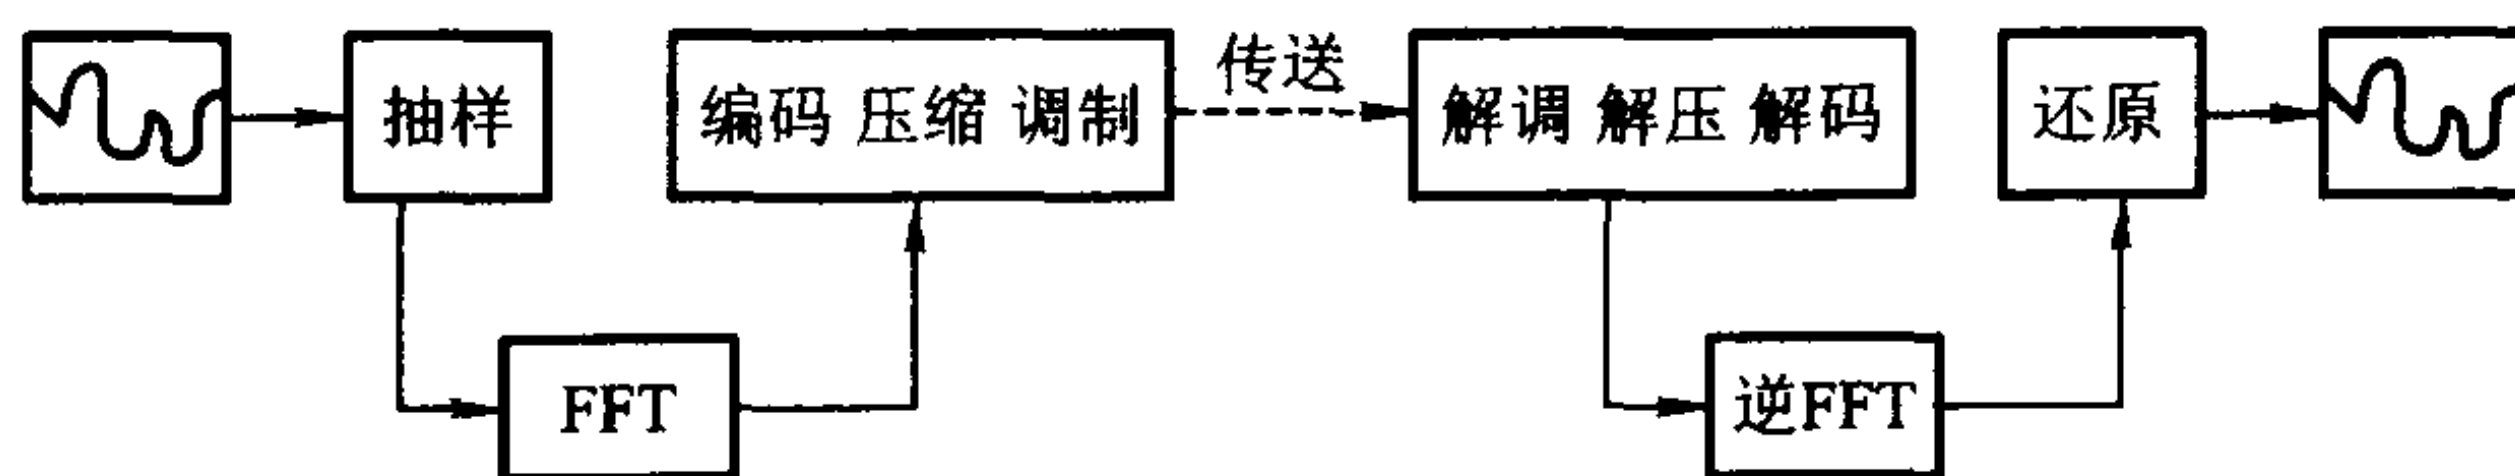 传送
抽样
编码 压缩 调制
解调 解压 解码
还原
FFT
逆FFT